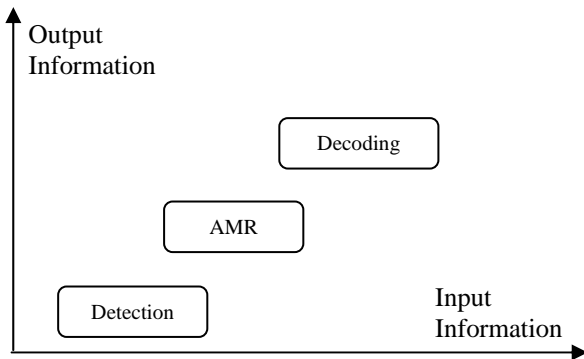 Output
Information
Decoding
AMR
Detection
Input
Information